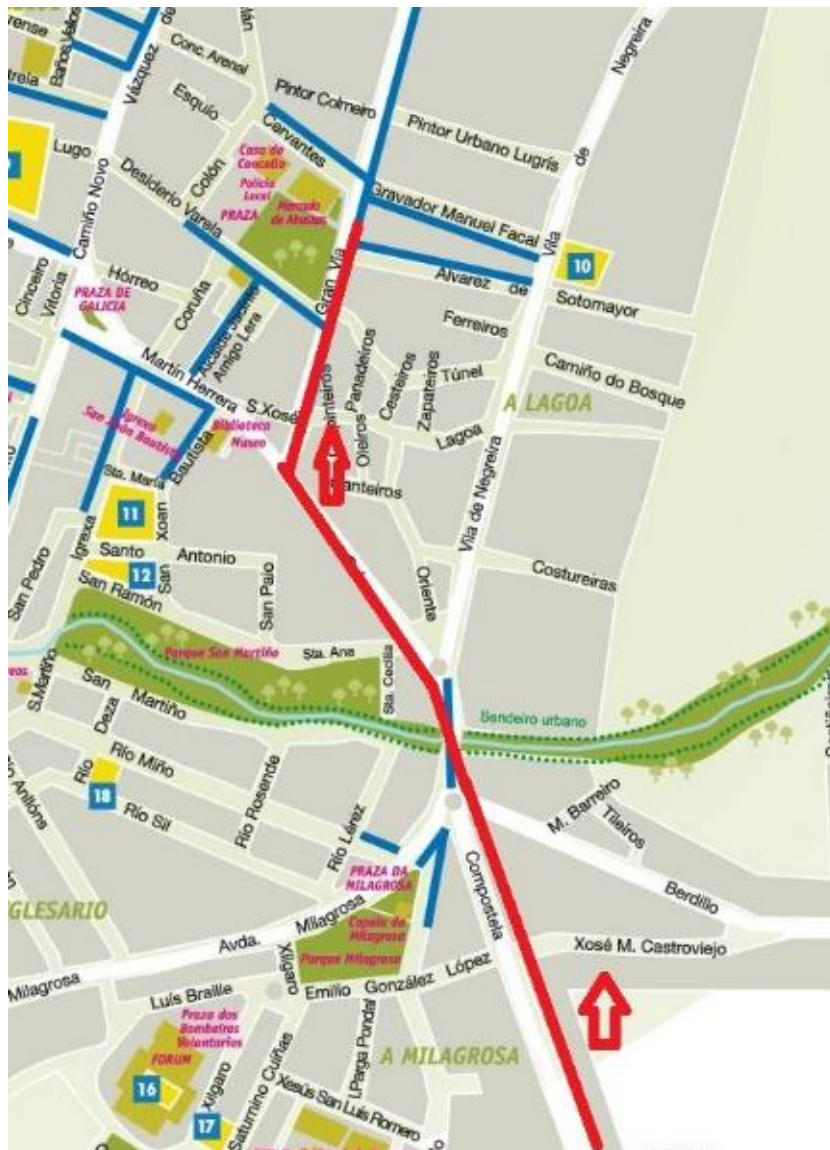 Conc. Arenal
Baños Vellos
Vázquez
de
Esquío
Pintor Colmeiro
Negreira
de
Vila
Pintor Urbano Lugrís
Cervantes
Lugo
Colón
Casa do
Concello
Policía
Local
Mercado
de Abastos
PRAZA
Desiderio Varela
Camiño Novo
Gravador Manuel Facal
10
Gran Vía
Álvarez de
Sotomayor
Hórreo
Cinceiro
Vitoria
PRAZA DE
GALICIA
Coruña
Amigo Lera
Ferreiros
Panadeiros
Cesteiros
Zapateiros
Túnel
Camiño do Bosque
Martín Herrera
S.Xosé
A LAGOA
Oleiros
Lagoa
Igrexa
San Xoán Bautista
Biblioteca
Museo
Bautista
Xoan
San
Sta. María
11
Vila de Negreira
Igrexa
Santo Antonio
12
San Pedro
San Ramón
San Paio
Oriente
Costureiras
Parque San Martiño
Sta. Ana
Sta. Cecilia
Sendeiro urbano
S.Martiño
San Martiño
Deza
Río
Río Miño
18
Río Sil
Río Rosende
Río Lérez
M. Barreiro
Tileiros
Compostela
Berdillo
PRAZA DA
MILAGROSA
Capela da
Milagrosa
Parque Milagrosa
Avda. Milagrosa
Milagrosa
Xílgaro
Xosé M. Castroviejo
Luís Braille
Emilio González López
Praza dos
Bombeiros
Voluntarios
FORUM
16
Xílgaro
17
Saturnino Cuiñas
L.Parga Pondal
A MILAGROSA
Xesús San Luís Romero